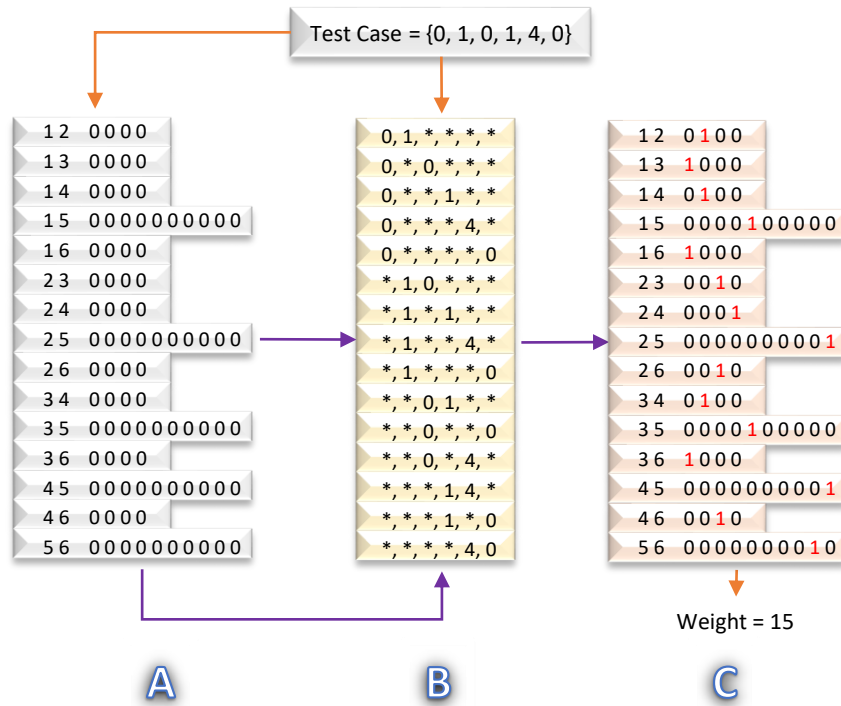 Test Case = {0, 1, 0, 1, 4, 0}
1 2 0 0 0 0
1 3 0 0 0 0
1 4 0 0 0 0
1 5 0 0 0 0 0 0 0 0 0 0
1 6 0 0 0 0
2 3 0 0 0 0
2 4 0 0 0 0
2 5 0 0 0 0 0 0 0 0 0 0
2 6 0 0 0 0
3 4 0 0 0 0
3 5 0 0 0 0 0 0 0 0 0 0
3 6 0 0 0 0
4 5 0 0 0 0 0 0 0 0 0 0
4 6 0 0 0 0
5 6 0 0 0 0 0 0 0 0 0 0
A
0, 1, *, *, *, *
0, *, 0, *, *, *
0, *, *, 1, *, *
0, *, *, *, 4, *
0, *, *, *, *, 0
*, 1, 0, *, *, *
*, 1, *, 1, *, *
*, 1, *, *, 4, *
*, 1, *, *, *, 0
*, *, 0, 1, *, *
*, *, 0, *, *, 0
*, *, 0, *, 4, *
*, *, *, 1, 4, *
*, *, *, 1, *, 0
*, *, *, *, 4, 0
B
1 2 0 1 0 0
1 3 1 0 0 0
1 4 0 1 0 0
1 5 0 0 0 0 1 0 0 0 0 0
1 6 1 0 0 0
2 3 0 0 1 0
2 4 0 0 0 1
2 5 0 0 0 0 0 0 0 0 0 1
2 6 0 0 1 0
3 4 0 1 0 0
3 5 0 0 0 0 1 0 0 0 0 0
3 6 1 0 0 0
4 5 0 0 0 0 0 0 0 0 0 1
4 6 0 0 1 0
5 6 0 0 0 0 0 0 0 0 1 0
Weight = 15
C